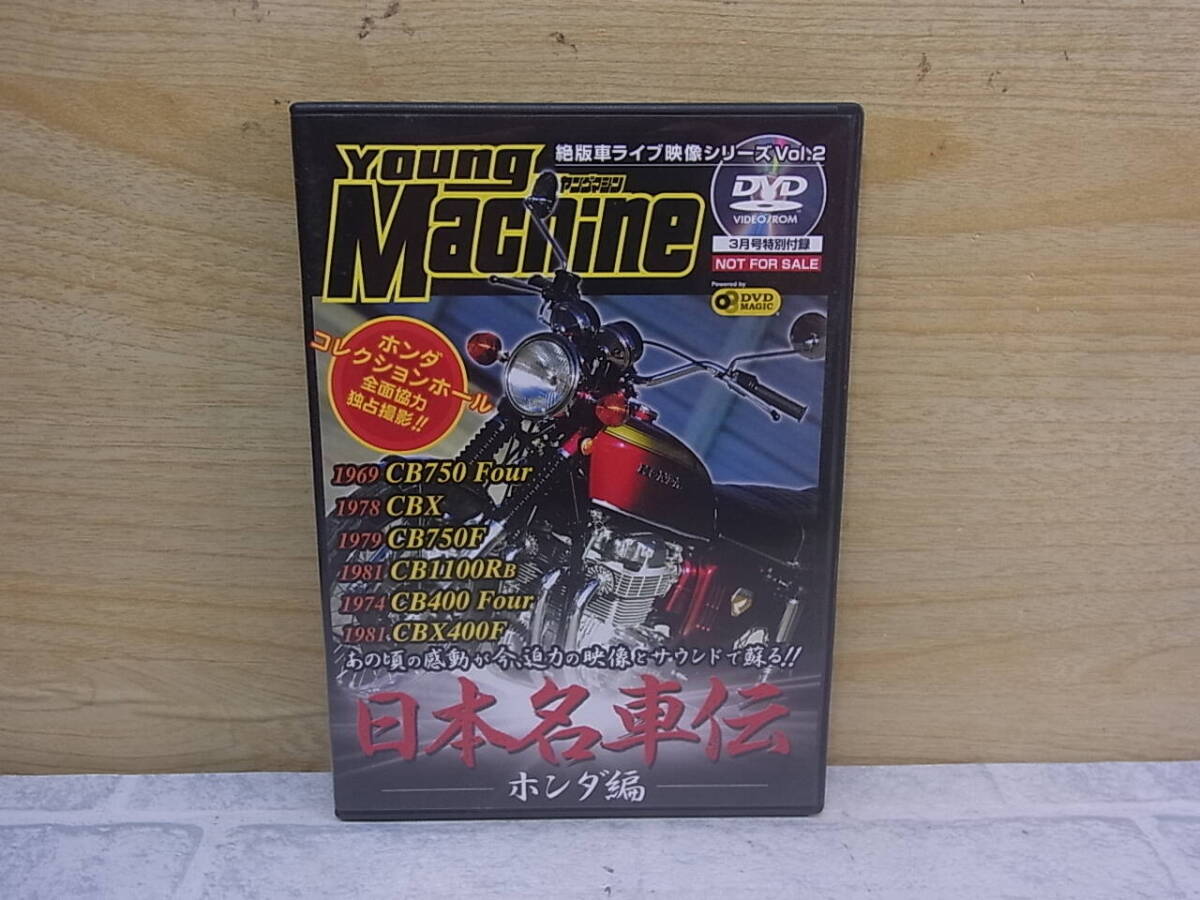 絶版車ライブ映像シリーズ Vol.2
Young
Machine
ヤングマシン
DVD
VIDEO/ROM
3月号特別付録
NOT FOR SALE
Powered by
DVD
MAGIC
ホンダ
コレクションホール
全面協力
独占撮影!!
HONDA
1969 CB750 Four
1978 CBX
1979 CB750F
1981 CB1100RB
1974 CB400 Four
1981 CBX400F
あの頃の感動が今、迫力の映像とサウンドで蘇る!!
日本名車伝
ホンダ編